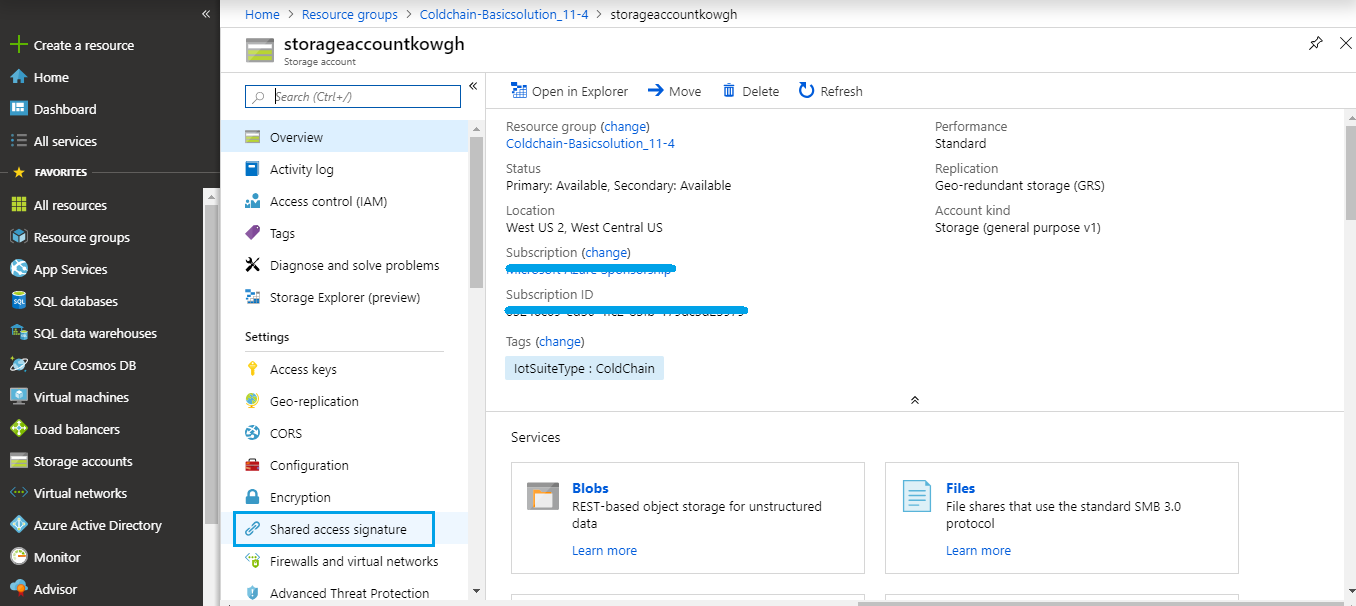 Home > Resource groups > Coldchain-Basicsolution_11-4 > storageaccountkowgh
«
Create a resource
Home
Dashboard
All services
FAVORITES
All resources
Resource groups
App Services
SQL databases
SQL data warehouses
Azure Cosmos DB
Virtual machines
Load balancers
Storage accounts
Virtual networks
Azure Active Directory
Monitor
Advisor
storageaccountkowgh
Storage account
Search (Ctrl+/)
«
Overview
Activity log
Access control (IAM)
Tags
Diagnose and solve problems
Storage Explorer (preview)
Settings
Access keys
Geo-replication
CORS
Configuration
Encryption
Shared access signature
Firewalls and virtual networks
Advanced Threat Protection
Open in Explorer Move Delete Refresh
Resource group (change)
Coldchain-Basicsolution_11-4
Status
Primary: Available, Secondary: Available
Location
West US 2, West Central US
Subscription (change)
Subscription ID
Tags (change)
IotSuiteType : ColdChain
Performance
Standard
Replication
Geo-redundant storage (GRS)
Account kind
Storage (general purpose v1)
Services
Blobs
REST-based object storage for unstructured
data
Learn more
Files
File shares that use the standard SMB 3.0
protocol
Learn more